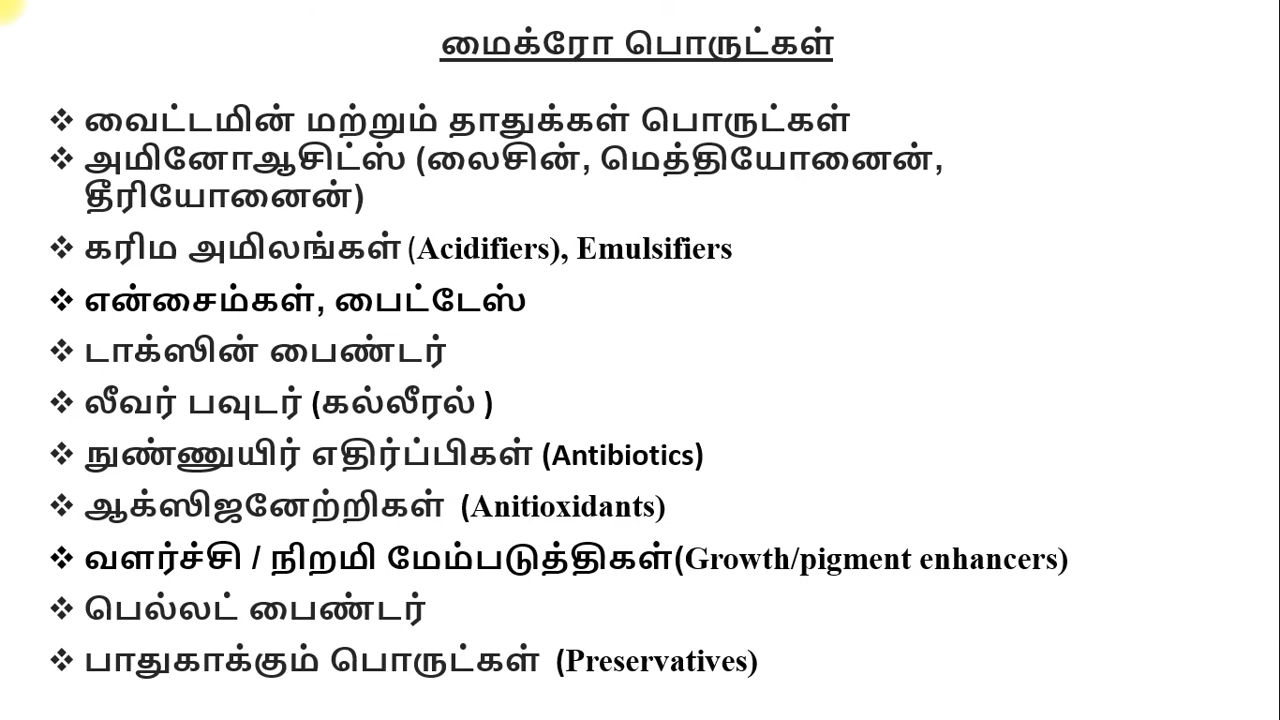 மைக்ரோ பொருட்கள்
❖ வைட்டமின் மற்றும் தாதுக்கள் பொருட்கள்
❖ அமினோஆசிட்ஸ் (லைசின், மெத்தியோனைன்,
தீரியோனைன்)
❖ கரிம அமிலங்கள் (Acidifiers), Emulsifiers
❖ என்சைம்கள், பைட்டேஸ்
❖ டாக்ஸின் பைண்டர்
❖ லீவர் பவுடர் (கல்லீரல் )
❖ நுண்ணுயிர் எதிர்ப்பிகள் (Antibiotics)
❖ ஆக்ஸிஜனேற்றிகள் (Anitioxidants)
❖ வளர்ச்சி / நிறமி மேம்படுத்திகள்(Growth/pigment enhancers)
❖ பெல்லட் பைண்டர்
❖ பாதுகாக்கும் பொருட்கள் (Preservatives)